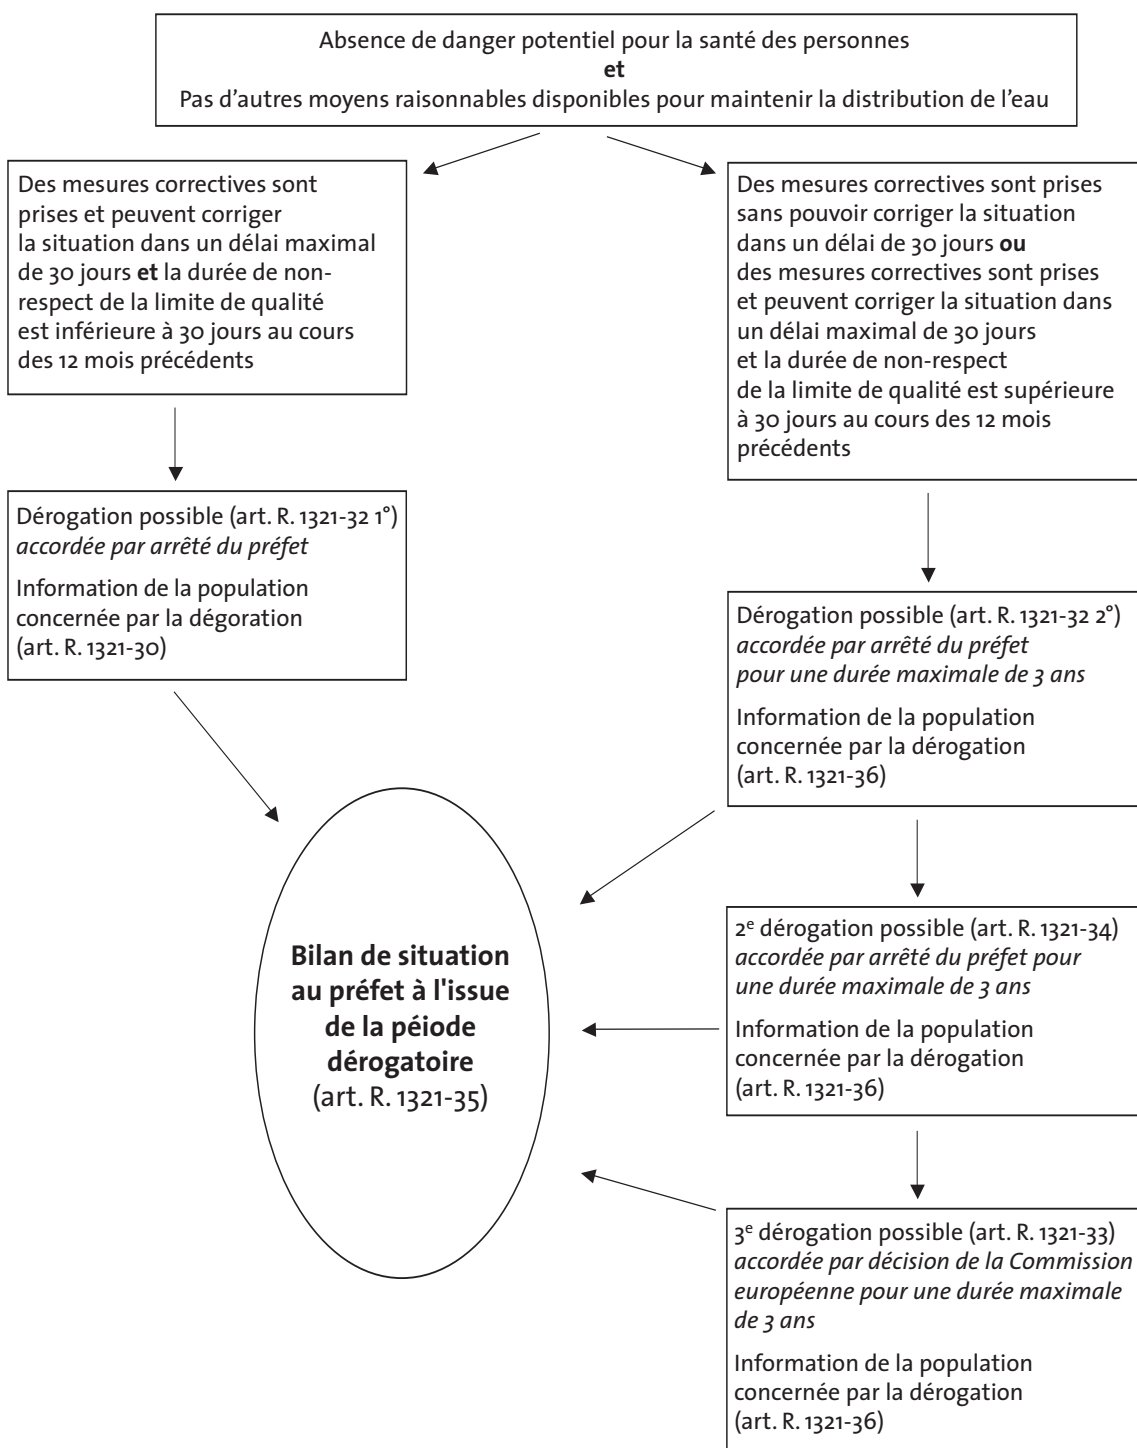 Absence de danger potentiel pour la santé des personnes
et
Pas d'autres moyens raisonnables disponibles pour maintenir la distribution de l'eau
Des mesures correctives sont
prises et peuvent corriger
la situation dans un délai maximal
de 30 jours et la durée de non-
respect de la limite de qualité
est inférieure à 30 jours au cours
des 12 mois précédents
Des mesures correctives sont prises
sans pouvoir corriger la situation
dans un délai de 30 jours ou
des mesures correctives sont prises
et peuvent corriger la situation dans
un délai maximal de 30 jours
et la durée de non-respect
de la limite de qualité est supérieure
à 30 jours au cours des 12 mois
précédents
Dérogation possible (art. R. 1321-32 1°)
accordée par arrêté du préfet
Information de la population
concernée par la dégoration
(art. R. 1321-30)
Dérogation possible (art. R. 1321-32 2°)
accordée par arrêté du préfet
pour une durée maximale de 3 ans
Information de la population
concernée par la dérogation
(art. R. 1321-36)
Bilan de situation
au préfet à l'issue
de la péiode
dérogatoire
(art. R. 1321-35)
2e dérogation possible (art. R. 1321-34)
accordée par arrêté du préfet pour
une durée maximale de 3 ans
Information de la population
concernée par la dérogation
(art. R. 1321-36)
3e dérogation possible (art. R. 1321-33)
accordée par décision de la Commission
européenne pour une durée maximale
de 3 ans
Information de la population
concernée par la dérogation
(art. R. 1321-36)